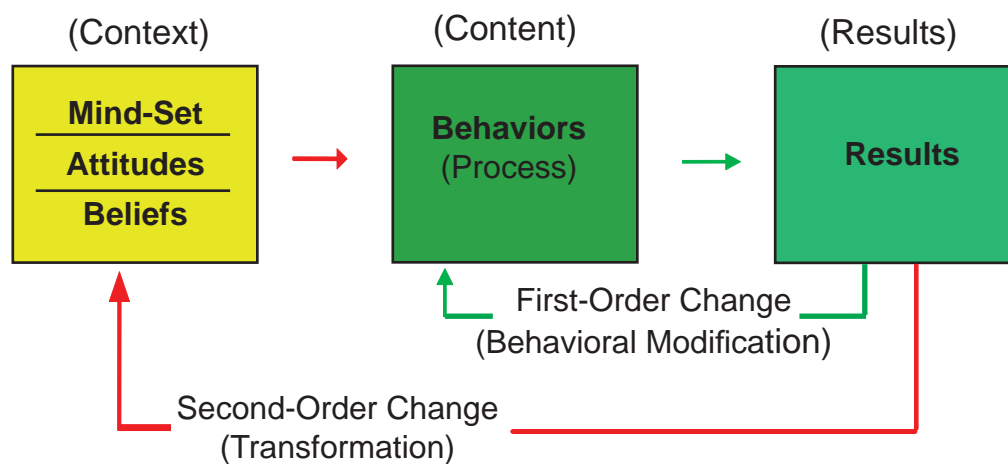 (Context)
(Content)
(Results)
Mind-Set
Attitudes
Beliefs
Behaviors
(Process)
Results
First-Order Change
(Behavioral Modification)
Second-Order Change
(Transformation)